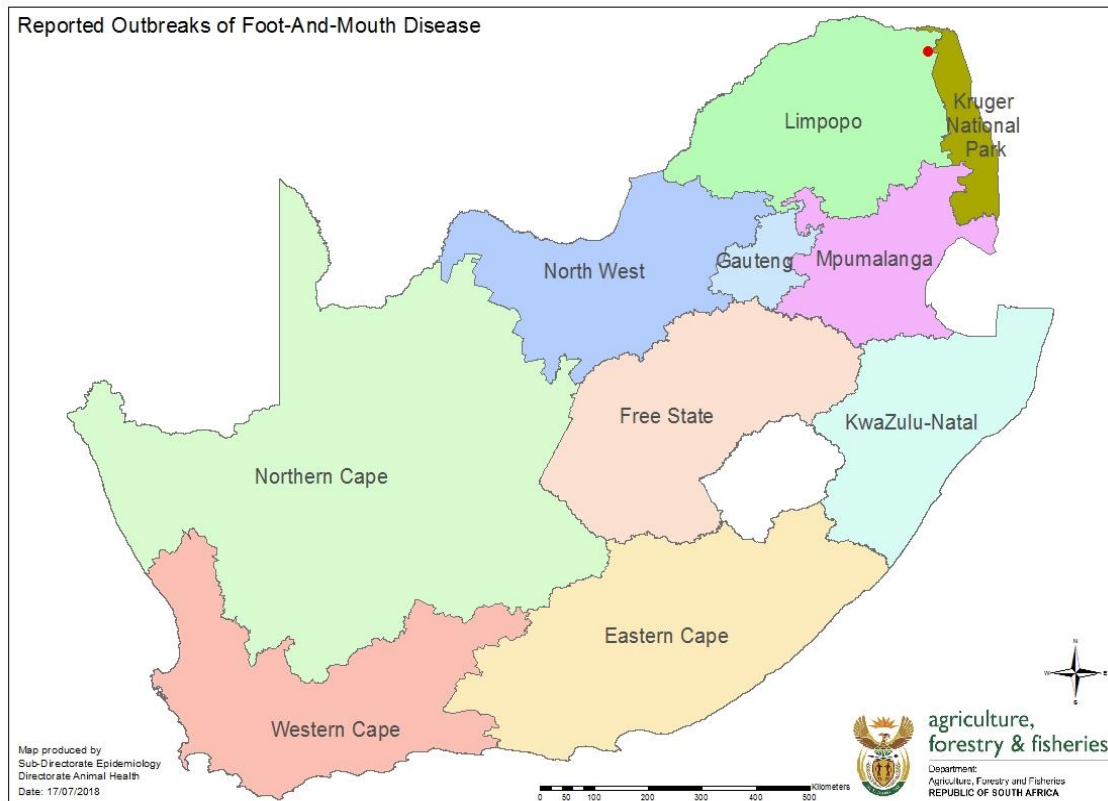 Reported Outbreaks of Foot-And-Mouth Disease
Limpopo
Kruger
National
Park
North West
Gauteng
Mpumalanga
Free State
KwaZulu-Natal
Northern Cape
Eastern Cape
Western Cape
N
W
E
S
Map produced by
Sub-Directorate Epidemiology
Directorate Animal Health
Date: 17/07/2018
Kilometers
0 50 100 200 300 400 500
agriculture,
forestry & fisheries
Department:
Agriculture, Forestry and Fisheries
REPUBLIC OF SOUTH AFRICA